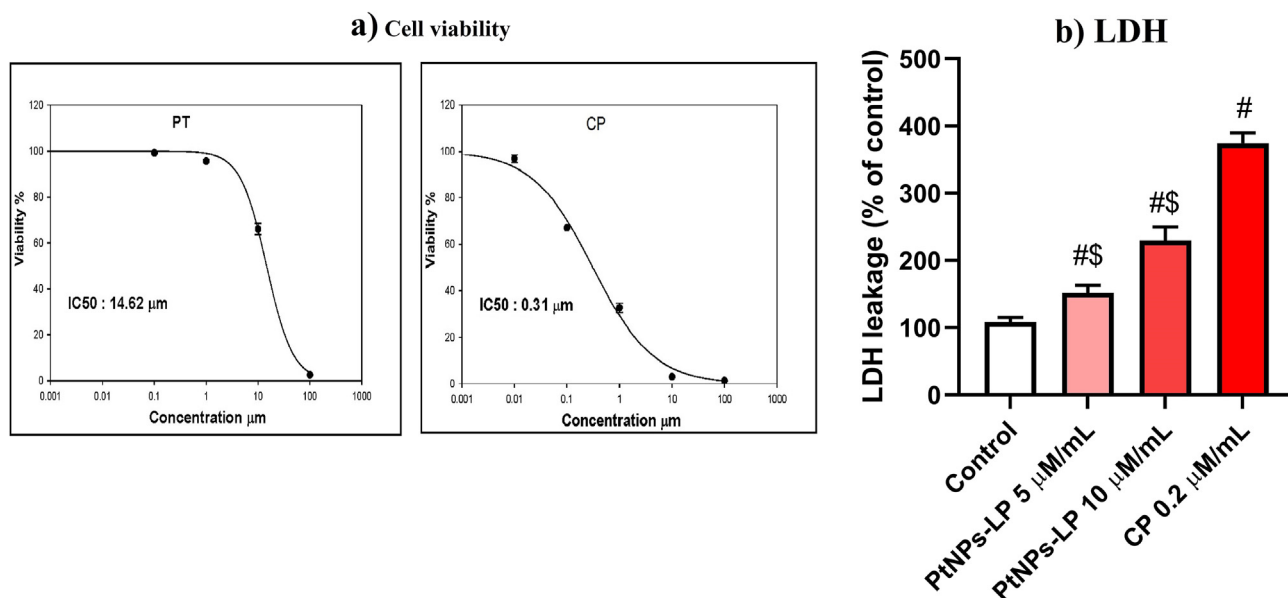 a) Cell viability
PT
Viability %
120
100
80
60
40
20
0
IC50 : 14.62 μm
0.001 0.01 0.1 1 10 100 1000
Concentration μm
CP
Viability %
120
100
80
60
40
20
0
IC50 : 0.31 μm
0.001 0.01 0.1 1 10 100 1000
Concentration μm
b) LDH
LDH leakage (% of control)
500
400
300
200
100
0
#$
#$
#
Control
PtNPs-LP 5 μM/mL
PtNPs-LP 10 μM/mL
CP 0.2 μM/mL